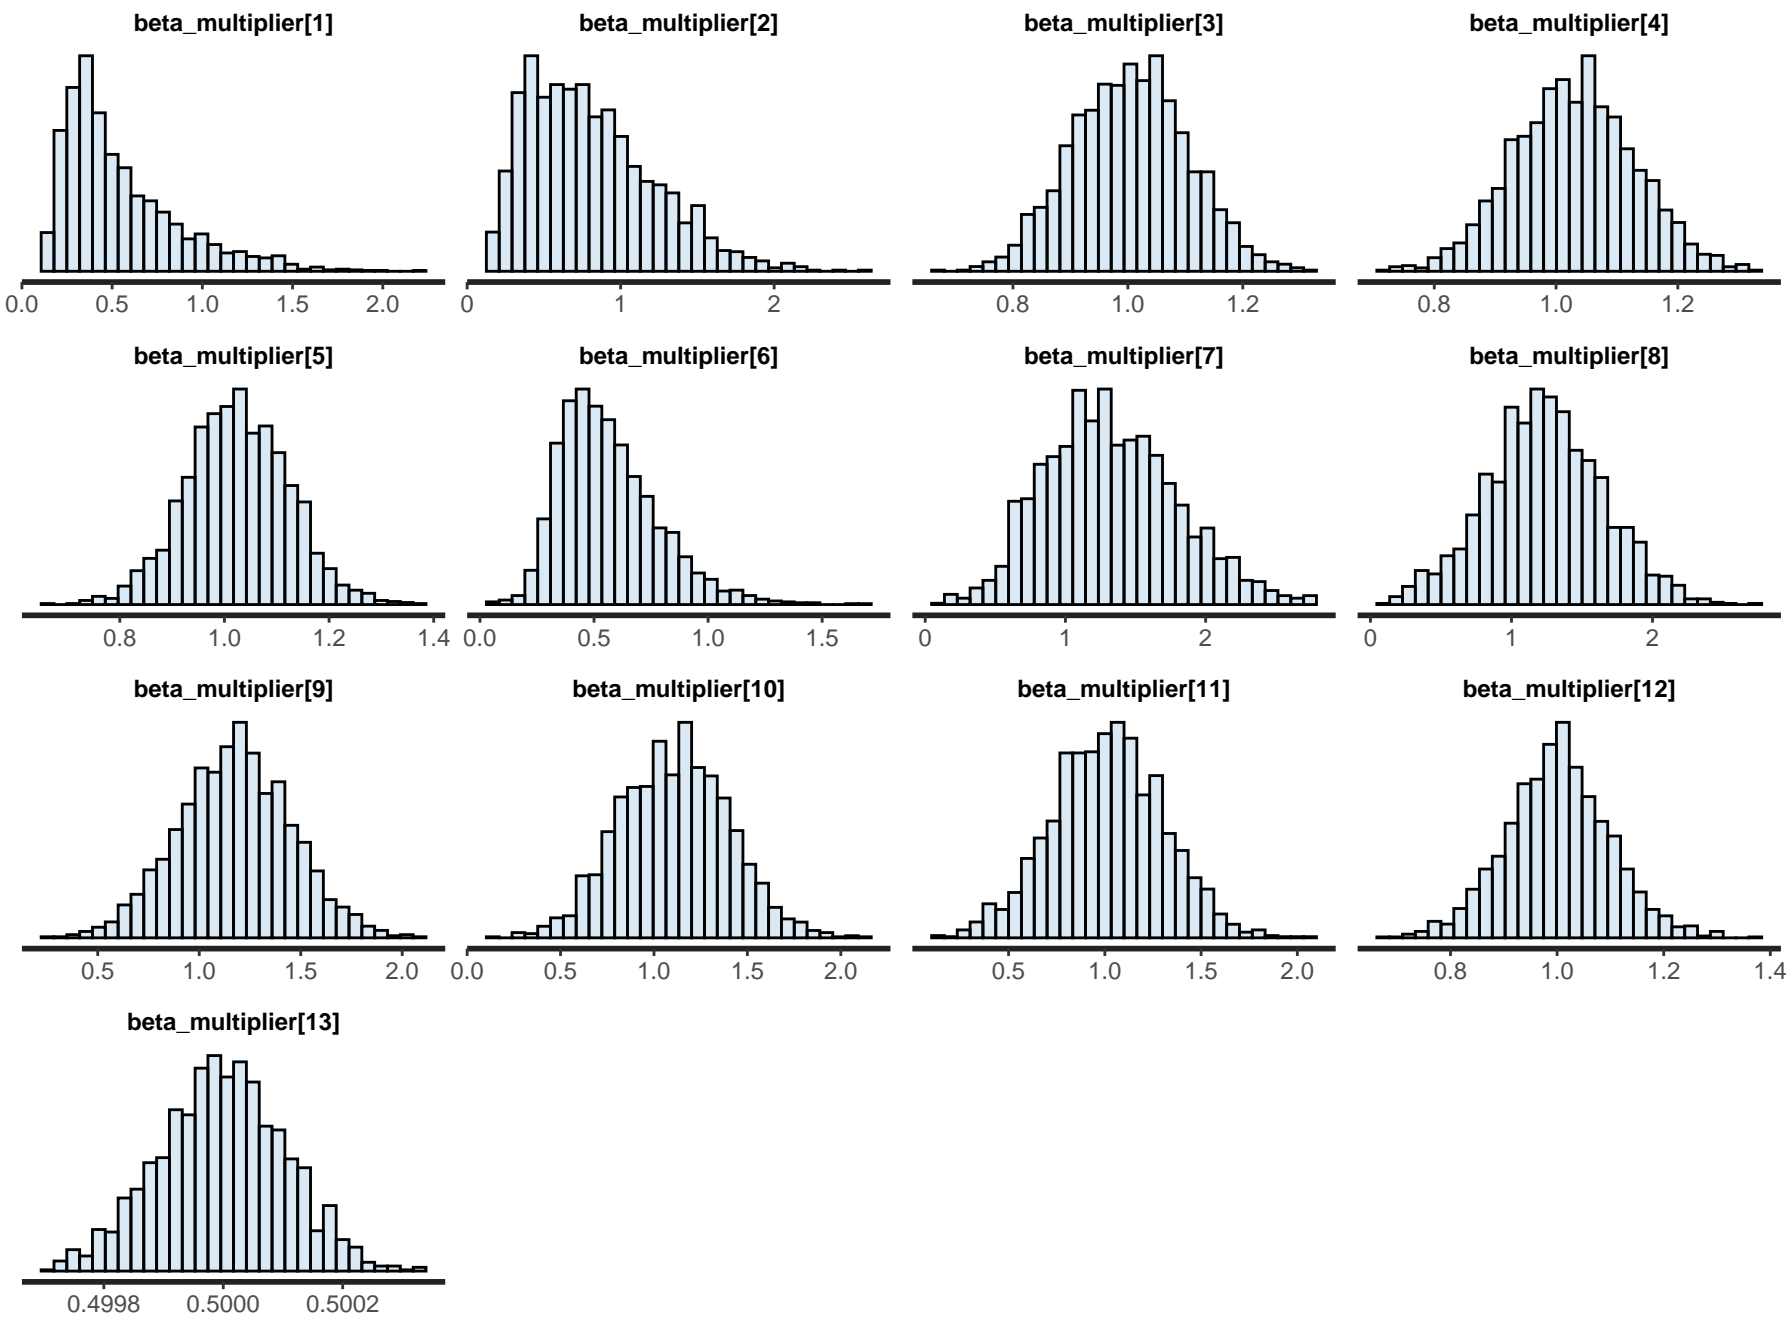 beta_multiplier[1] beta_multiplier[2] beta_multiplier[3] beta_multiplier[4]
0.0 0.5 1.0 1.5 2.0 0 1 2 0.8 1.0 1.2 0.8 1.0 1.2
beta_multiplier[5] beta_multiplier[6] beta_multiplier[7] beta_multiplier[8]
0.8 1.0 1.2 1.4 0.0 0.5 1.0 1.5 0 1 2 0 1 2
beta_multiplier[9] beta_multiplier[10] beta_multiplier[11] beta_multiplier[12]
0.5 1.0 1.5 2.0 0.0 0.5 1.0 1.5 2.0 0.5 1.0 1.5 2.0 0.8 1.0 1.2 1.4
beta_multiplier[13]
0.4998 0.5000 0.5002